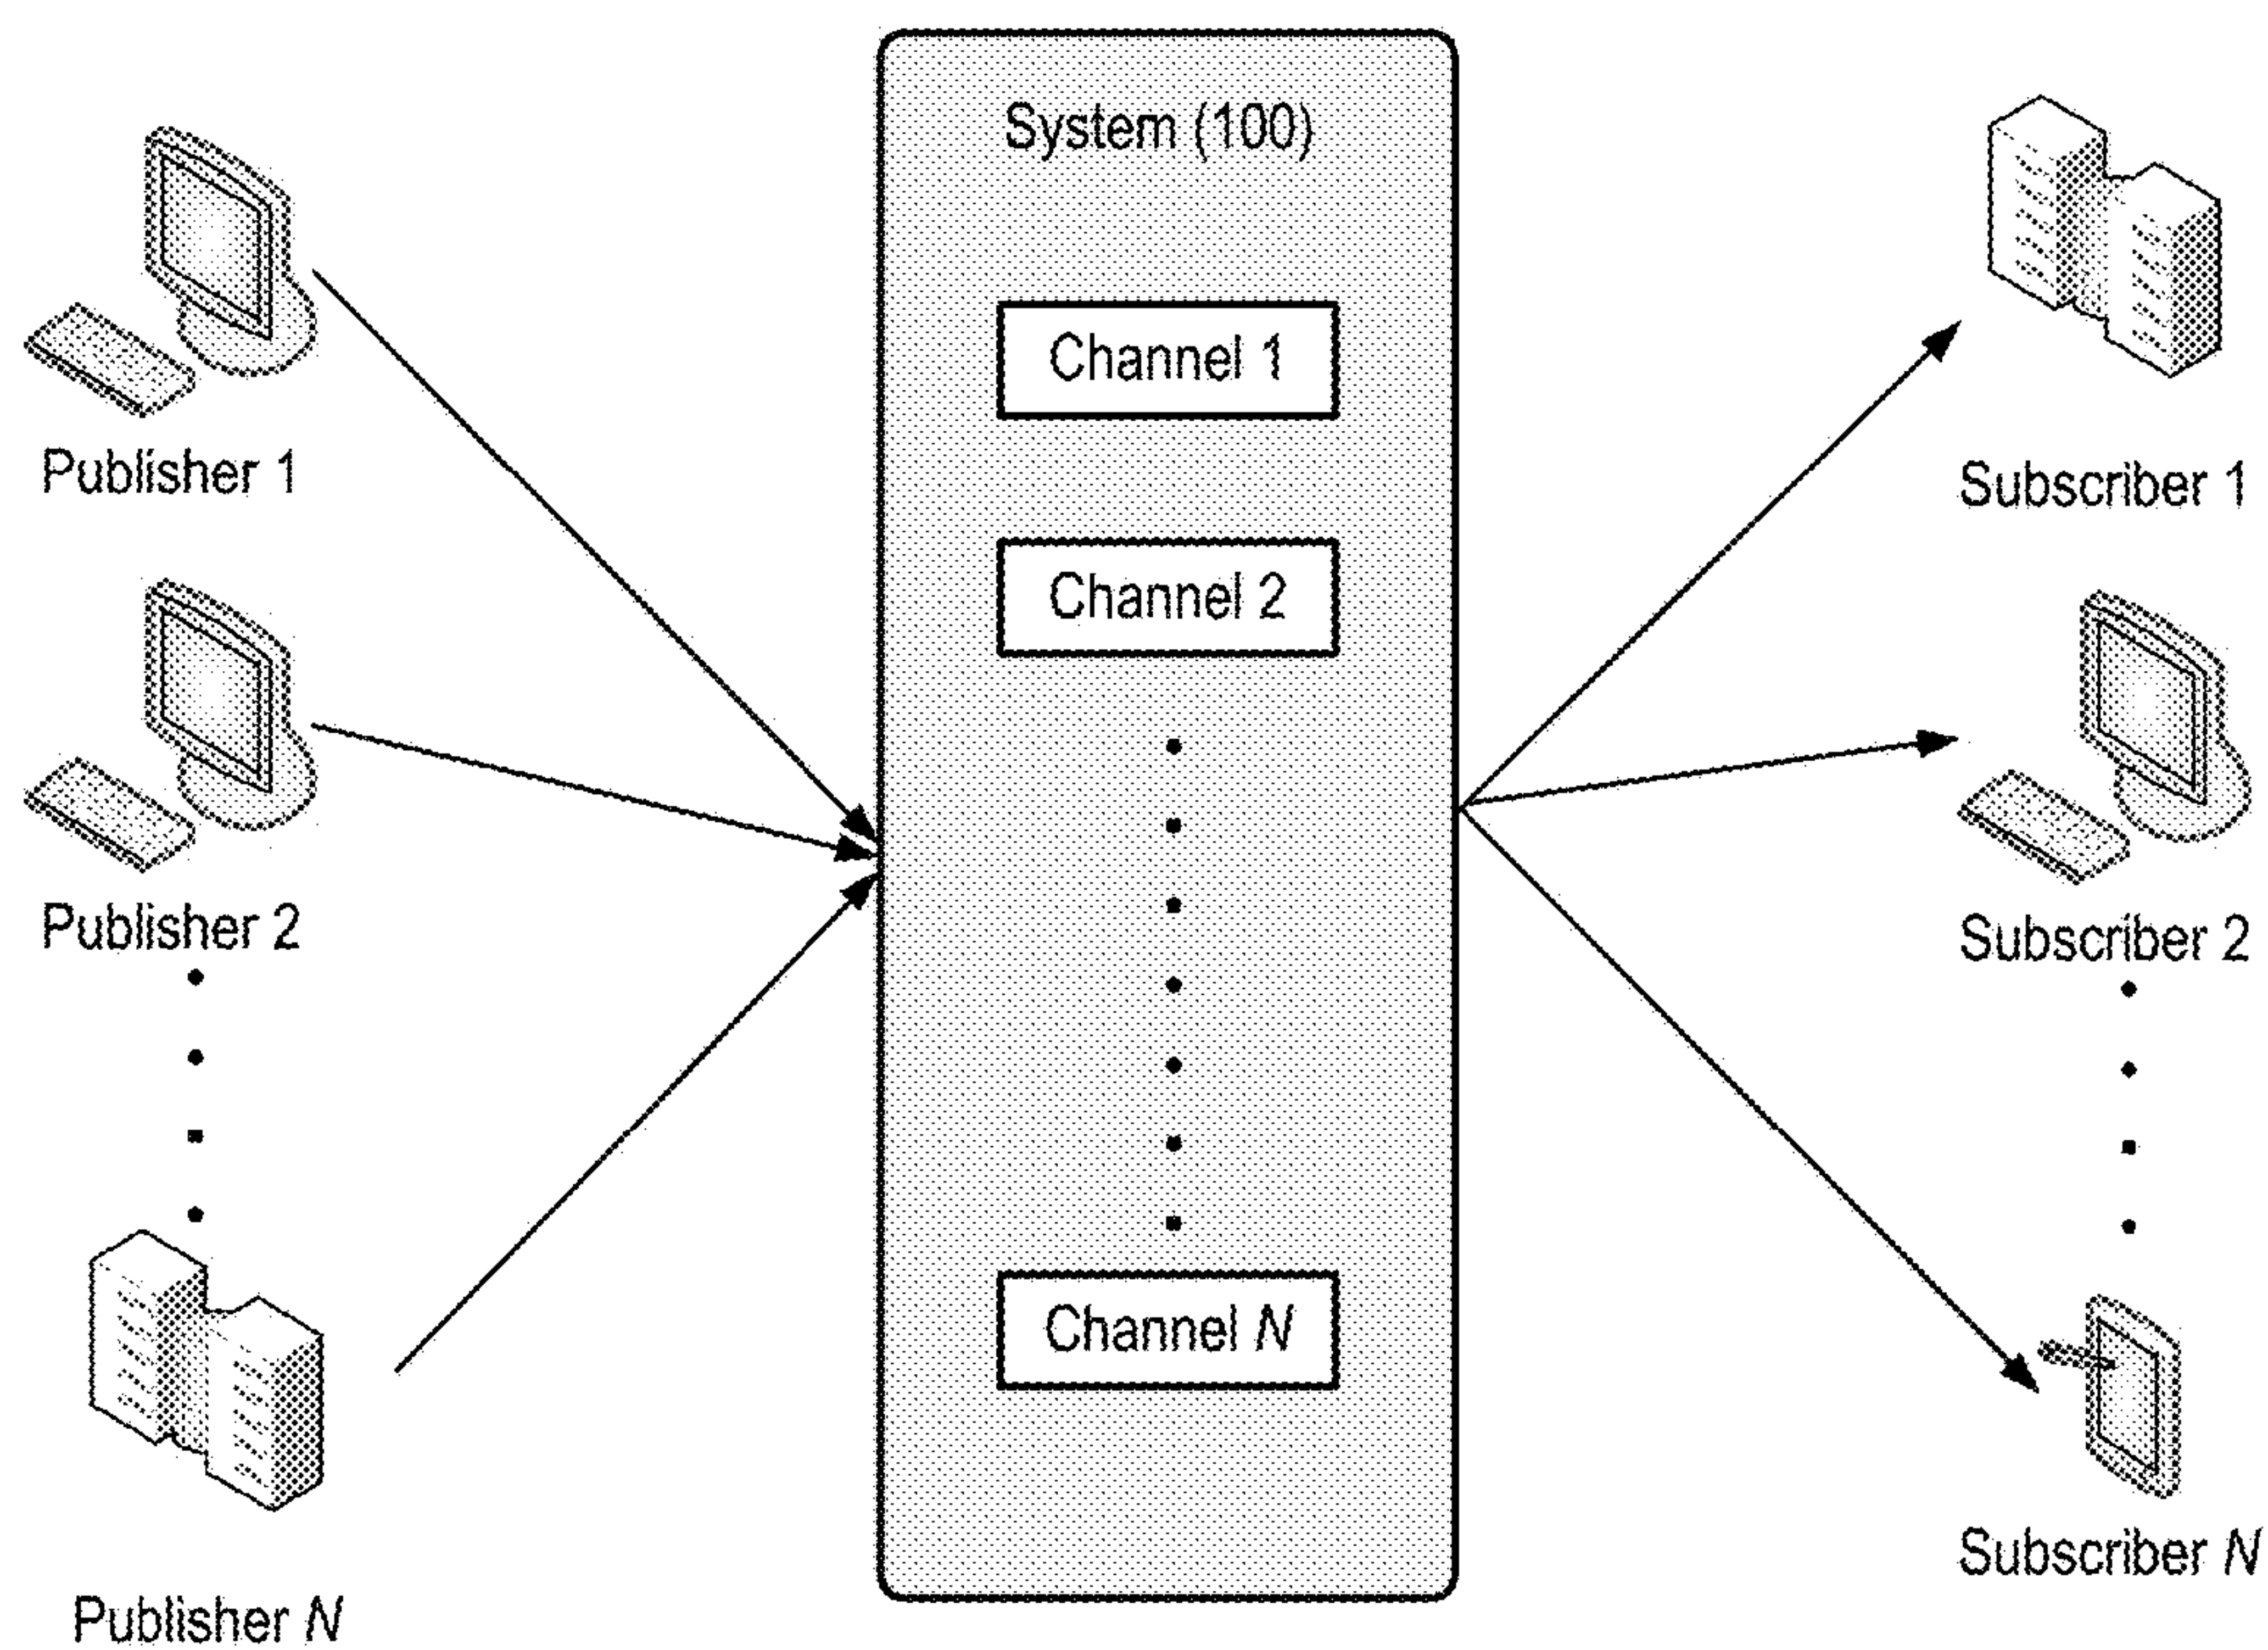 System (100)
Channel 1
Channel 2
Channel N
Publisher 1
Publisher 2
Publisher N
Subscriber 1
Subscriber 2
Subscriber N